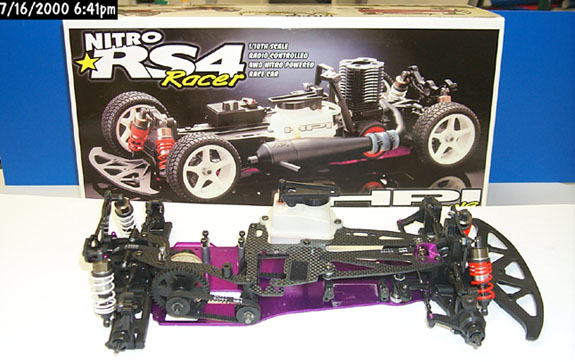 7/16/2000 6:41pm
NITRO
RS4
Racer
1/10TH SCALE
RADIO CONTROLLED
4WD NITRO POWERED
RACE CAR
HPI
HPI